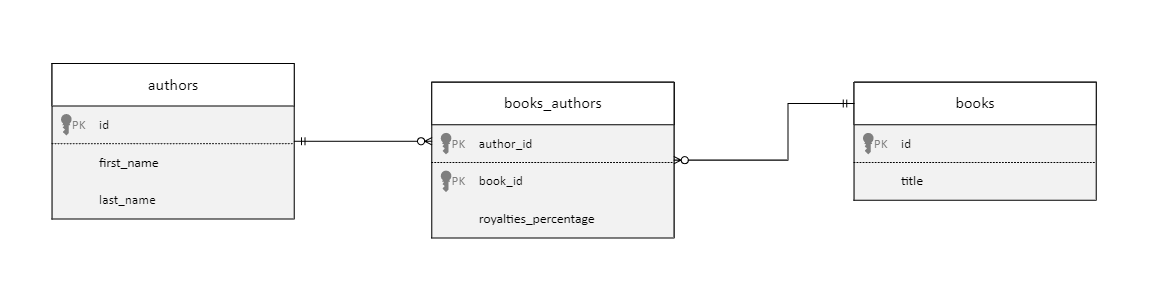 authors
PK id
first_name
last_name
books_authors
PK author_id
PK book_id
royalties_percentage
books
PK id
title